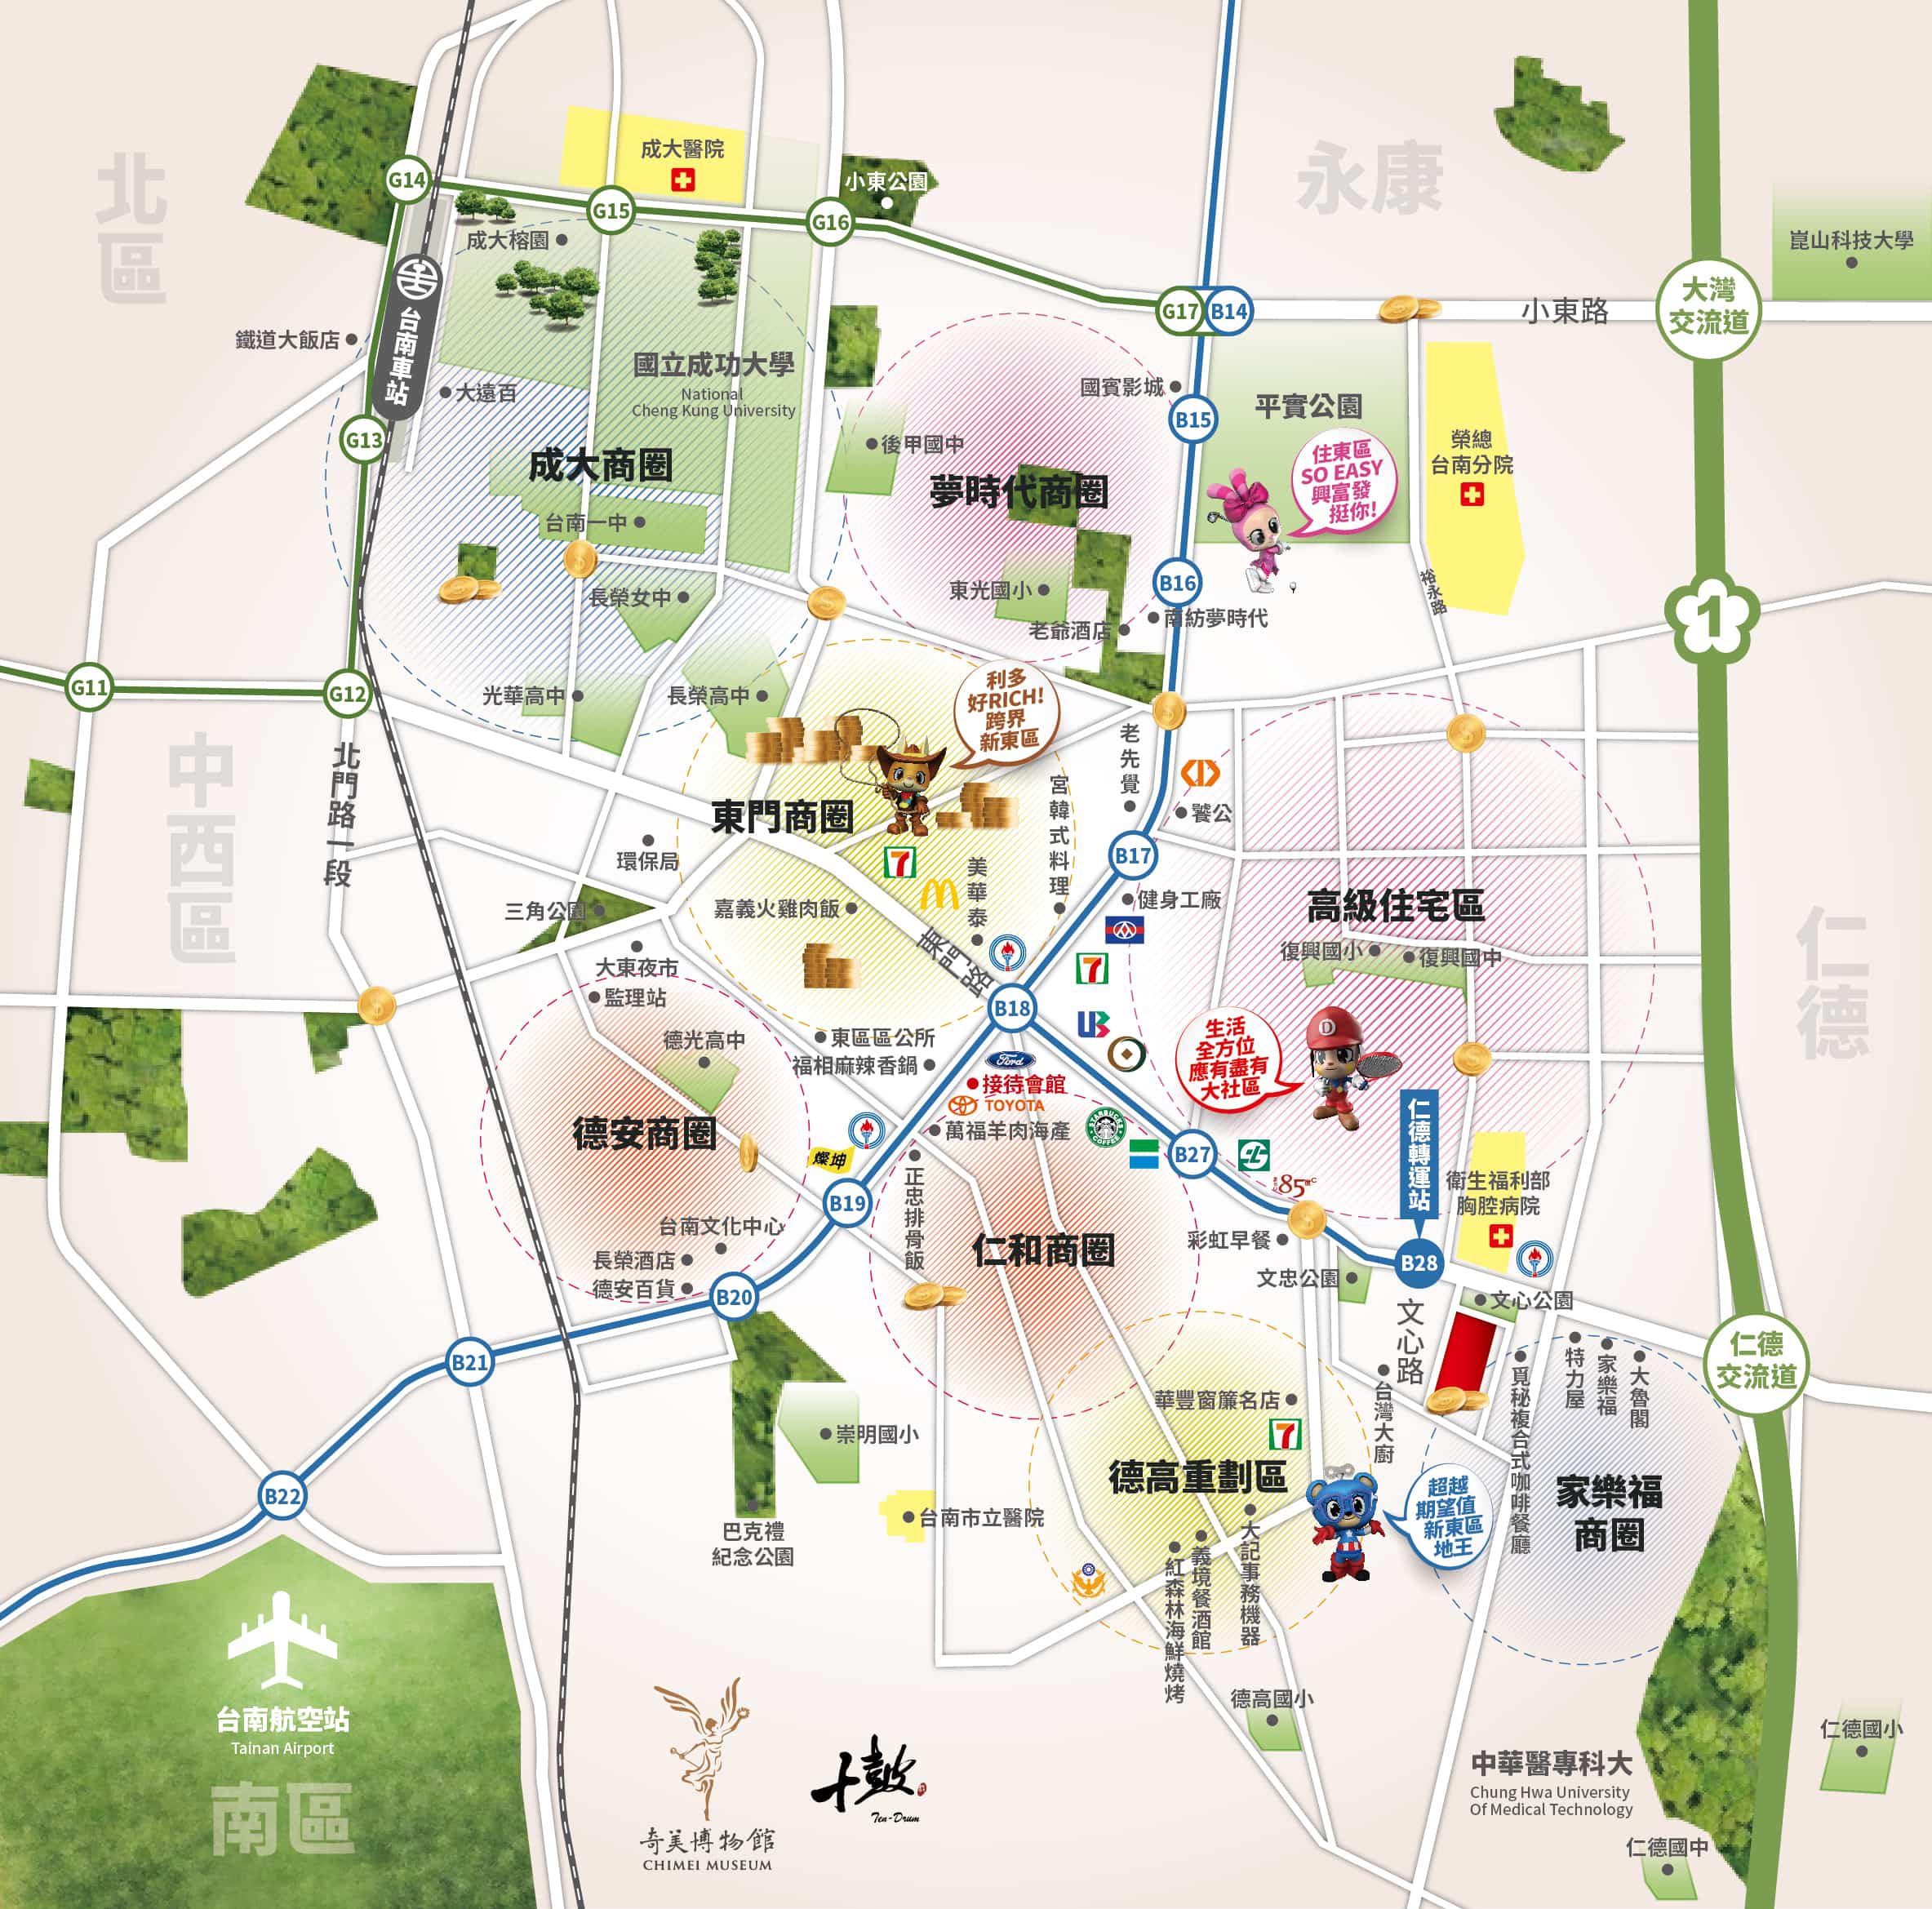 北區
永康
成大醫院
小東公園
G14
G15
G16
成大榕園
崑山科技大學
台南車站
鐵道大飯店
大遠百
G13
國立成功大學
National
Cheng Kung University
G17
B14
小東路
大灣
交流道
國賓影城
B15
平實公園
榮總
台南分院
住東區
SO EASY
興富發
挺你!
後甲國中
成大商圈
夢時代商圈
台南一中
長榮女中
東光國小
B16
老爺酒店
南紡夢時代
裕永路
1
G11
G12
光華高中
長榮高中
利多
好RICH!
跨界
新東區
中西區
北門路一段
老先覺
宮韓式料理
饕公
東門商圈
環保局
7
美華泰
B17
健身工廠
高級住宅區
三角公園
嘉義火雞肉飯
東門路
7
復興國小
復興國中
仁德
大東夜市
監理站
B18
德光高中
東區區公所
福相麻辣香鍋
Ford
接待會館
TOYOTA
萬福羊肉海產
STARBUCKS
COFFEE
生活
全方位
應有盡有
大社區
D
仁德轉運站
德安商圈
燦坤
B19
正忠排骨飯
B27
85°C
衛生福利部
胸腔病院
台南文化中心
長榮酒店
德安百貨
B20
仁和商圈
彩虹早餐
文忠公園
B28
文心公園
文心路
仁德
交流道
B21
特力屋
家樂福
大魯閣
覓秘複合式咖啡餐廳
台灣大廚
華豐窗簾名店
7
崇明國小
德高重劃區
家樂福
商圈
B22
超越
期望值
新東區
地王
台南市立醫院
巴克禮
紀念公園
紅森林海鮮燒烤
義境餐酒館
大記事務機器
台南航空站
Tainan Airport
南區
德高國小
仁德國小
奇美博物館
CHIMEI MUSEUM
十鼓
Ten-Drum
中華醫專科大
Chung Hwa University
Of Medical Technology
仁德國中